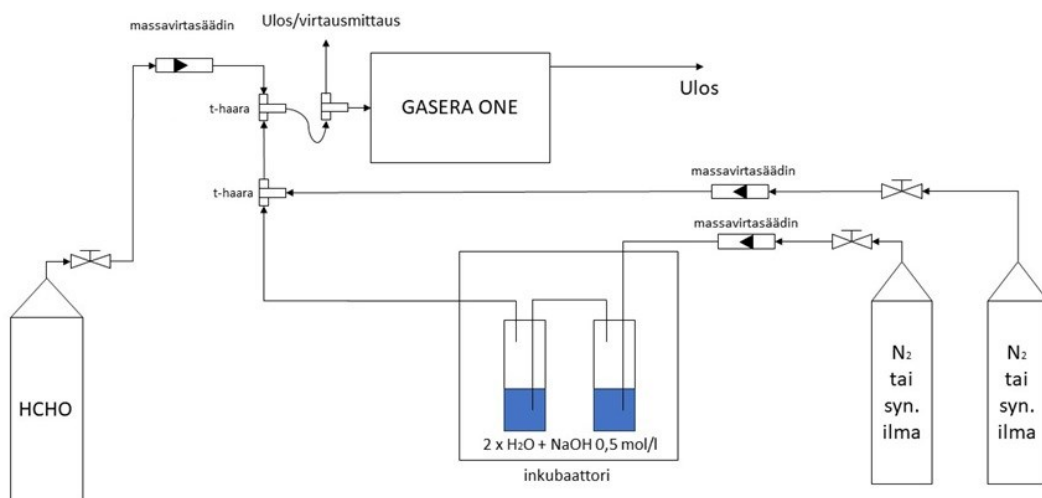 massavirtasäädin
Ulos/virtausmittaus
GASERA ONE
Ulos
t-haara
t-haara
massavirtasäädin
massavirtasäädin
HCHO
N₂
tai
syn.
ilma
N₂
tai
syn.
ilma
2 x H₂O + NaOH 0,5 mol/l
inkubaattori